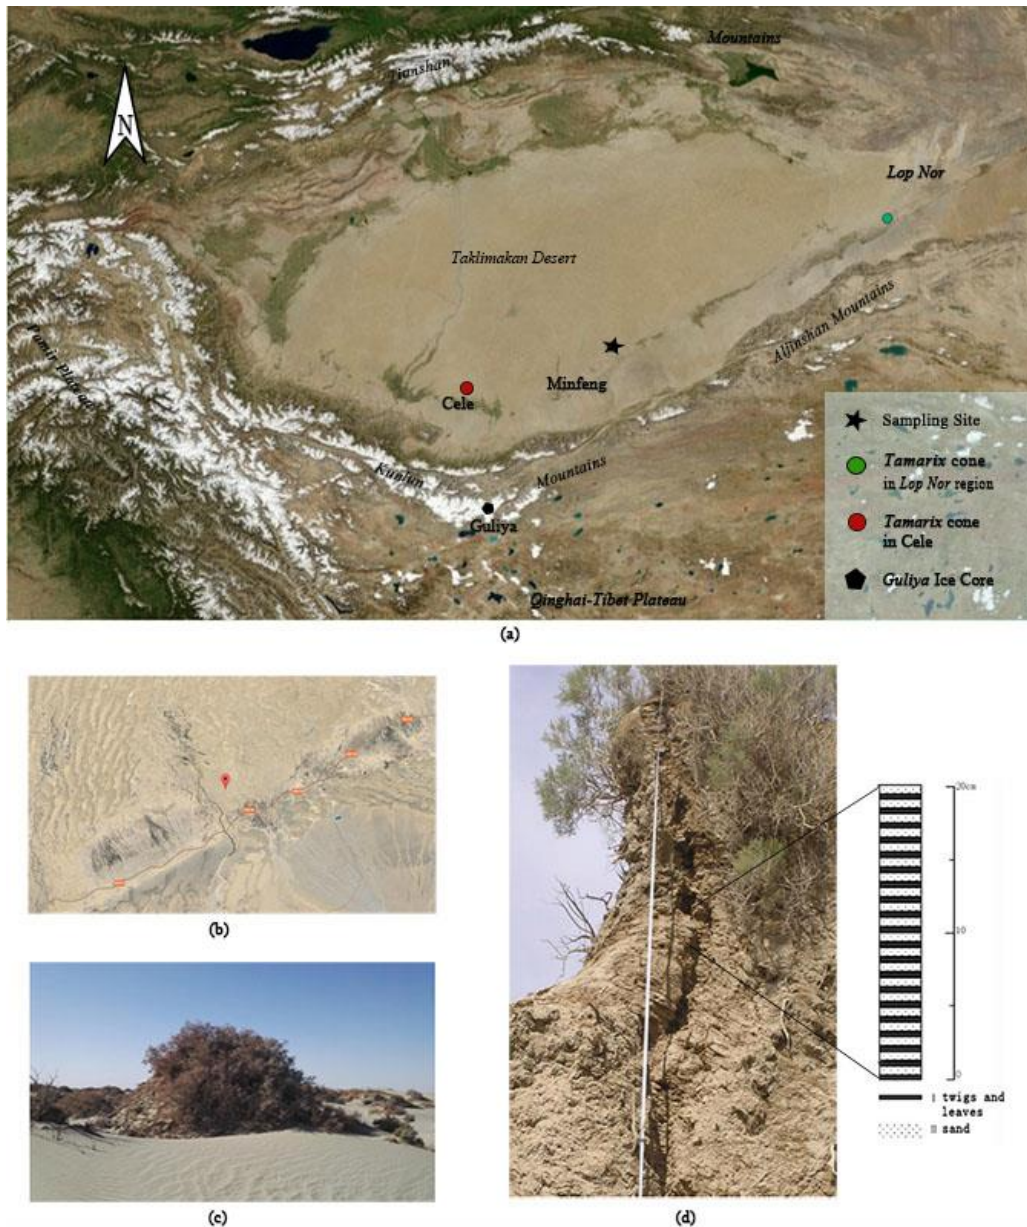 Mountains
Tianshan
N
Lop Nor
Taklimakan Desert
Aljinshan Mountains
Pamir Plateau
Minfeng
Cele
Kunlun
Mountains
Guliya
Qinghai-Tibet Plateau
Sampling Site
Tamarix cone
in Lop Nor region
Tamarix cone
in Cele
Guliya Ice Core
(a)
(b)
20cm
10
0
I twigs and
leaves
II sand
(c)
(d)